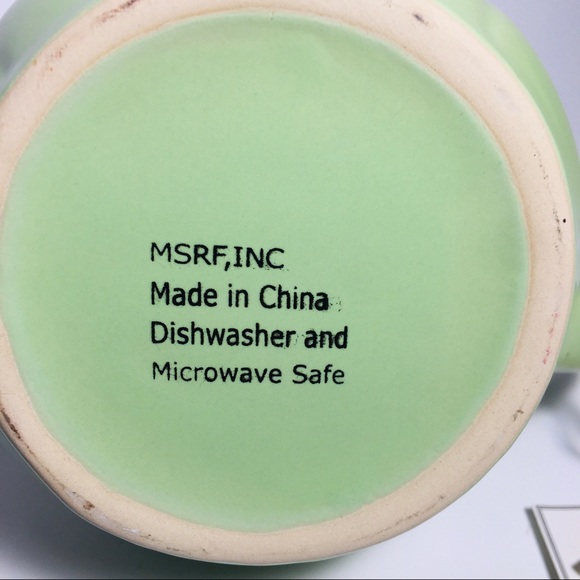 MSRF,INC
Made in China
Dishwasher and
Microwave Safe